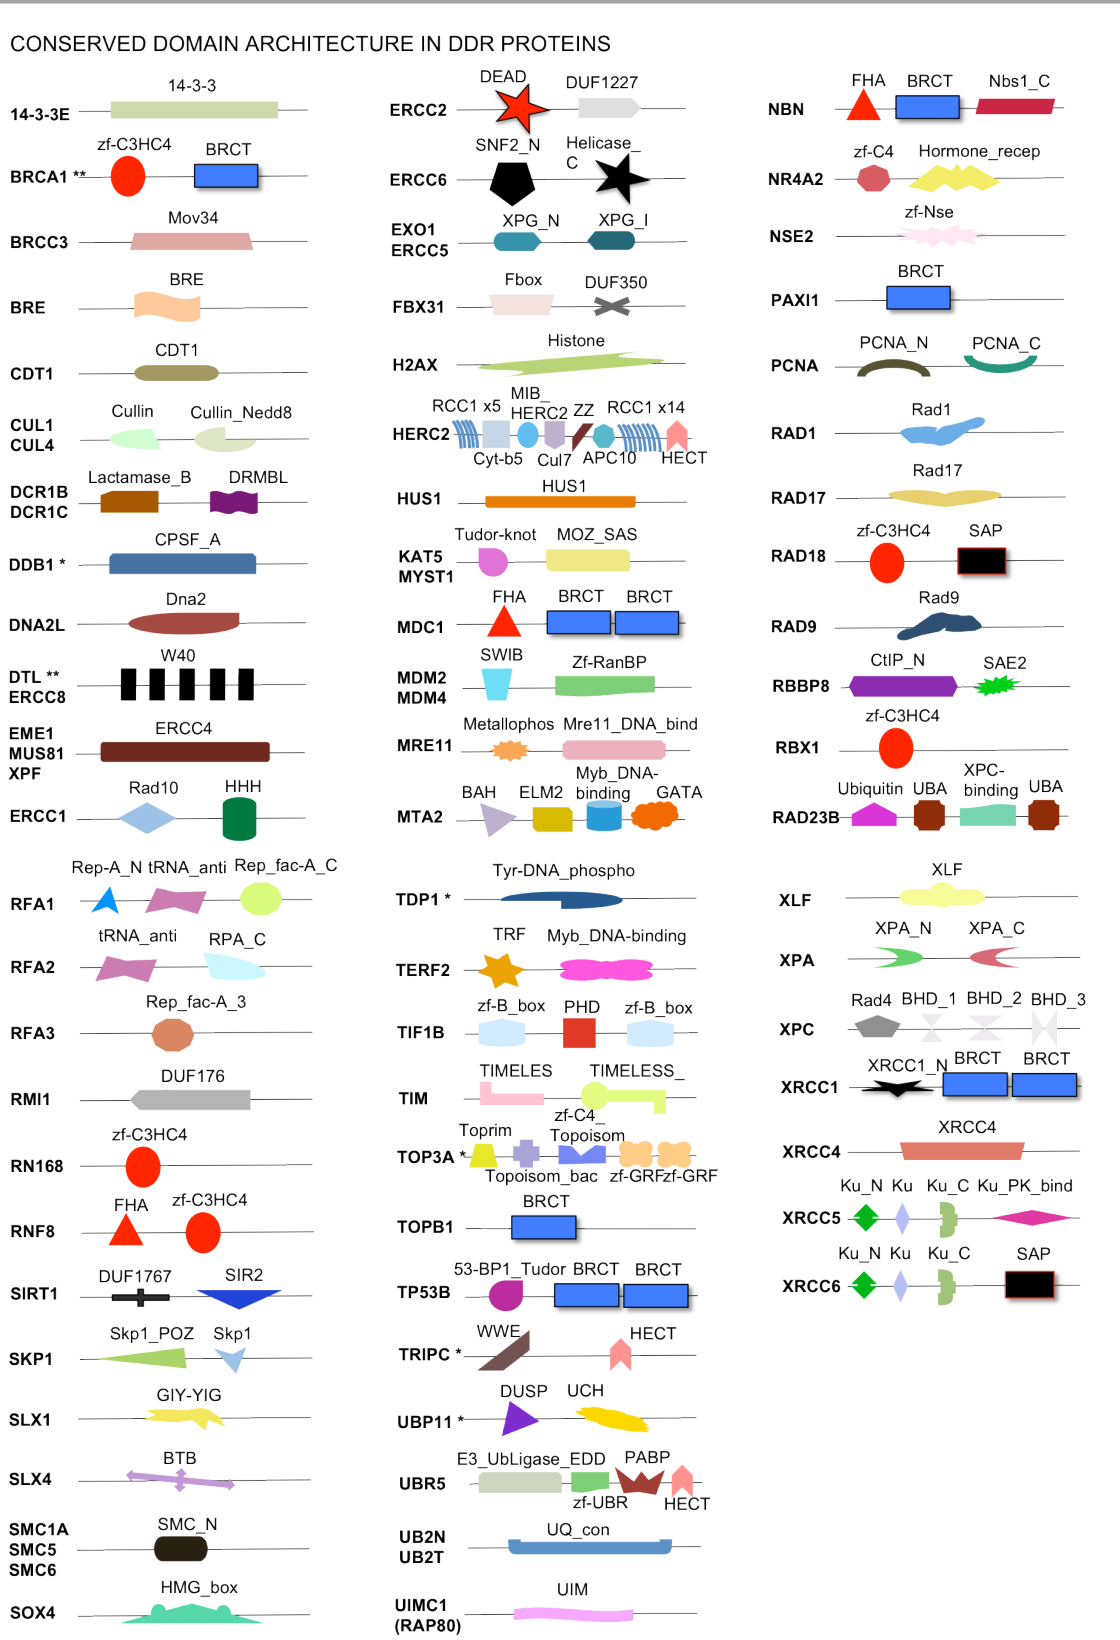 CONSERVED DOMAIN ARCHITECTURE IN DDR PROTEINS
14-3-3
14-3-3E
zf-C3HC4
BRCT
BRCA1 **
Mov34
BRCC3
BRE
BRE
CDT1
CDT1
Cullin
Cullin_Nedd8
CUL1
CUL4
Lactamase_B
DRMBL
DCR1B
DCR1C
CPSF_A
DDB1 *
Dna2
DNA2L
W40
DTL **
ERCC8
ERCC4
EME1
MUS81
XPF
Rad10
HHH
ERCC1
Rep-A_N
tRNA_anti
Rep_fac-A_C
RFA1
tRNA_anti
RPA_C
RFA2
Rep_fac-A_3
RFA3
DUF176
RMI1
zf-C3HC4
RN168
FHA
zf-C3HC4
RNF8
DUF1767
SIR2
SIRT1
Skp1_POZ
Skp1
SKP1
GIY-YIG
SLX1
BTB
SLX4
SMC_N
SMC1A
SMC5
SMC6
HMG_box
SOX4
DEAD
DUF1227
ERCC2
SNF2_N
Helicase_
C
ERCC6
XPG_N
XPG_I
EXO1
ERCC5
Fbox
DUF350
FBX31
Histone
H2AX
RCC1 x5
MIB_
HERC2
ZZ
RCC1 x14
HERC2
Cyt-b5
Cul7
APC10
HECT
HUS1
HUS1
Tudor-knot
MOZ_SAS
KAT5
MYST1
FHA
BRCT
BRCT
MDC1
SWIB
Zf-RanBP
MDM2
MDM4
Metallophos
Mre11_DNA_bind
MRE11
BAH
ELM2
Myb_DNA-
binding
GATA
MTA2
Tyr-DNA_phospho
TDP1 *
TRF
Myb_DNA-binding
TERF2
zf-B_box
PHD
zf-B_box
TIF1B
TIMELES
TIMELESS_
TIM
Toprim
zf-C4_
Topoisom
TOP3A *
Topoisom_bac
zf-GRF
zf-GRF
BRCT
TOPB1
53-BP1_Tudor
BRCT
BRCT
TP53B
WWE
HECT
TRIPC *
DUSP
UCH
UBP11 *
E3_UbLigase_EDD
PABP
UBR5
zf-UBR
HECT
UQ_con
UB2N
UB2T
UIM
UIMC1
(RAP80)
FHA
BRCT
Nbs1_C
NBN
zf-C4
Hormone_recep
NR4A2
zf-Nse
NSE2
BRCT
PAXI1
PCNA_N
PCNA_C
PCNA
Rad1
RAD1
Rad17
RAD17
zf-C3HC4
SAP
RAD18
Rad9
RAD9
CtIP_N
SAE2
RBBP8
zf-C3HC4
RBX1
Ubiquitin
UBA
XPC-
binding
UBA
RAD23B
XLF
XLF
XPA_N
XPA_C
XPA
Rad4
BHD_1
BHD_2
BHD_3
XPC
XRCC1_N
BRCT
BRCT
XRCC1
XRCC4
XRCC4
Ku_N
Ku
Ku_C
Ku_PK_bind
XRCC5
Ku_N
Ku
Ku_C
SAP
XRCC6